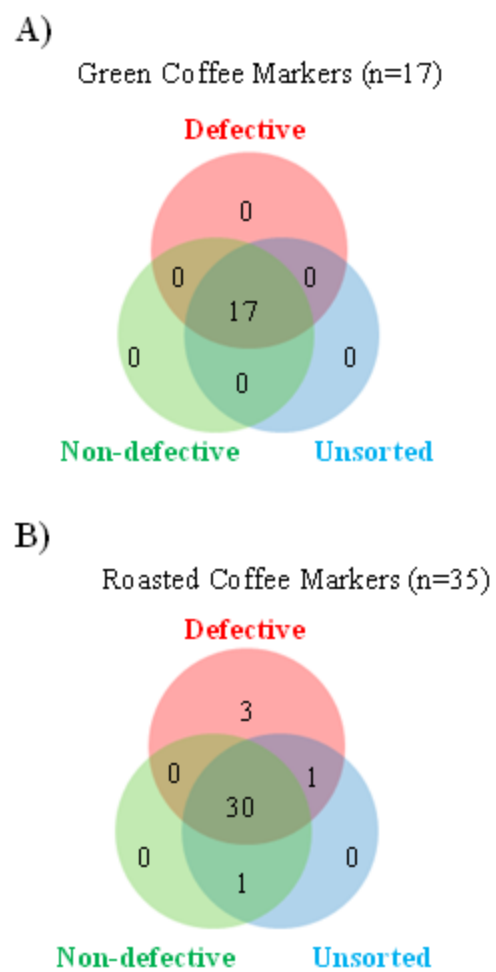 A)
Green Coffee Markers (n=17)
Defective
0
0
0
17
0
0
0
Non-defective
Unsorted
B)
Roasted Coffee Markers (n=35)
Defective
3
0
1
30
0
0
1
Non-defective
Unsorted